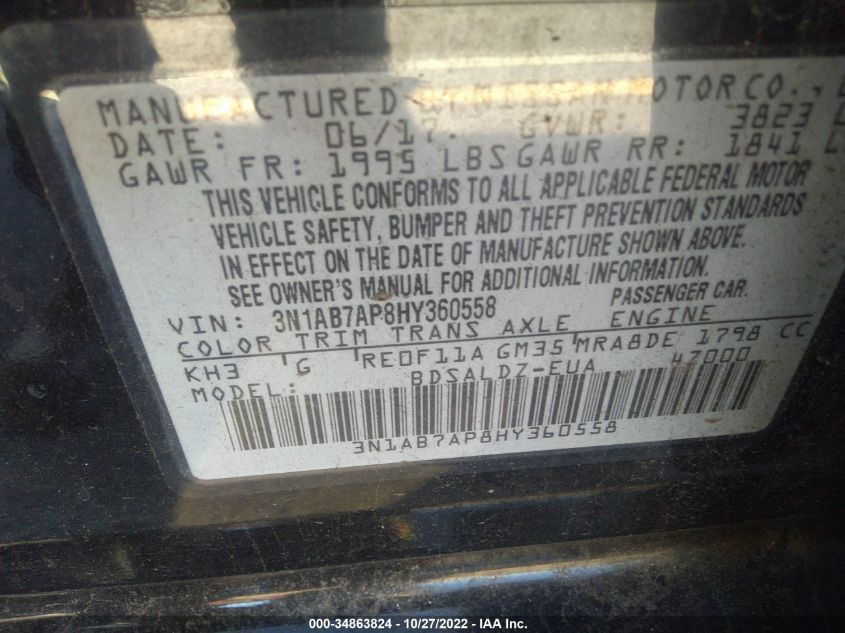 MANUFACTURED BY NISSAN MOTOR CO.,
DATE: 06/17 GVWR: 3823 L
GAWR FR: 1995 LBS GAWR RR: 1841 L
THIS VEHICLE CONFORMS TO ALL APPLICABLE FEDERAL MOTOR
VEHICLE SAFETY, BUMPER AND THEFT PREVENTION STANDARDS
IN EFFECT ON THE DATE OF MANUFACTURE SHOWN ABOVE.
SEE OWNER'S MANUAL FOR ADDITIONAL INFORMATION.
VIN: 3N1AB7AP8HY360558 PASSENGER CAR.
COLOR TRIM TRANS AXLE ENGINE
KH3 G RE0F11A GM35 MRA8DE 1798 CC
MODEL: BDSALDZ-EUA 47000
3N1AB7AP8HY360558
000-34863824 - 10/27/2022 - IAA Inc.